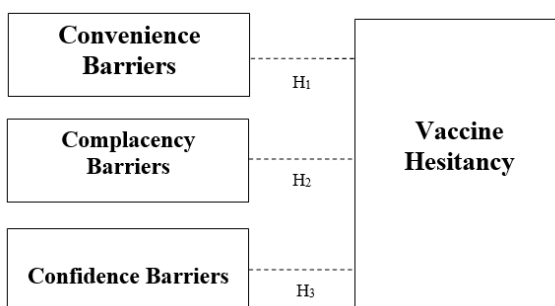 Convenience
Barriers
H₁
Complacency
Barriers
H₂
Confidence Barriers
H₃
Vaccine
Hesitancy